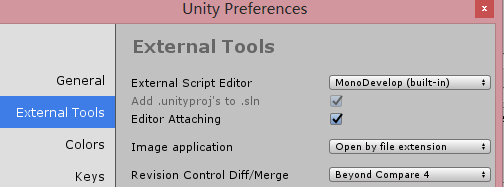 Unity Preferences
x
External Tools
General
External Tools
Colors
Keys
External Script Editor
MonoDevelop (built-in)
Add .unityproj's to .sln
Editor Attaching
Image application
Open by file extension
Revision Control Diff/Merge
Beyond Compare 4